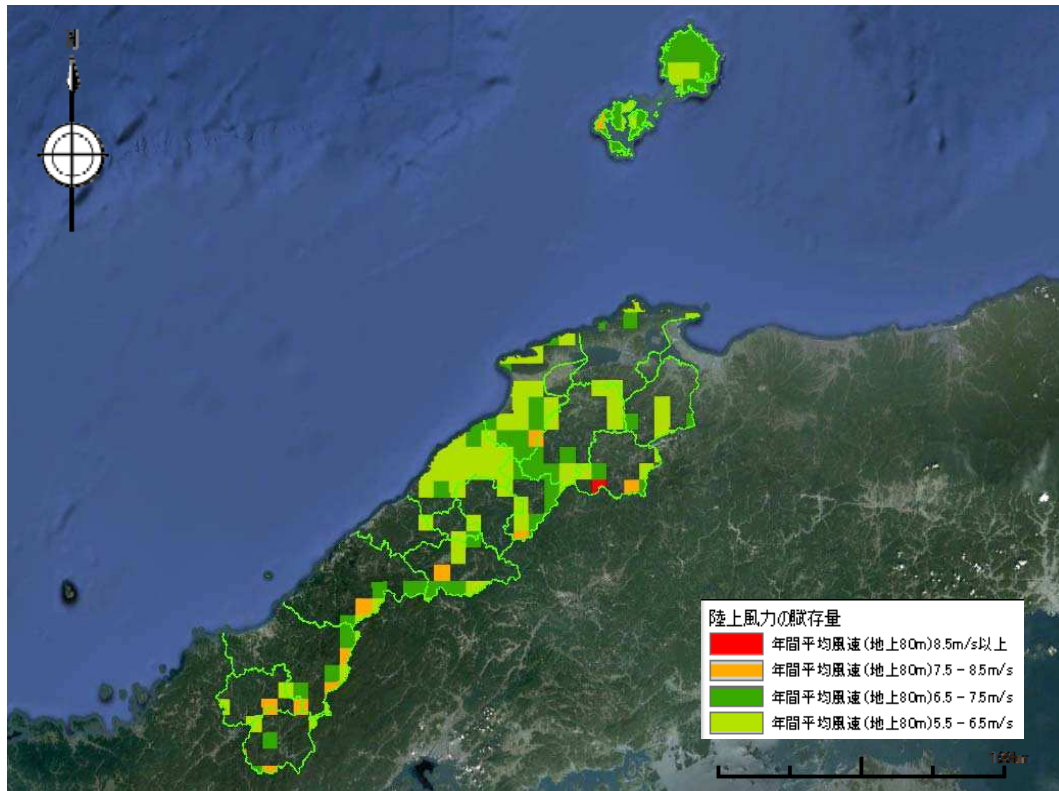 N
陸上風力の賦存量
年間平均風速(地上80m)8.5m/s以上
年間平均風速(地上80m)7.5-8.5m/s
年間平均風速(地上80m)6.5-7.5m/s
年間平均風速(地上80m)5.5-6.5m/s